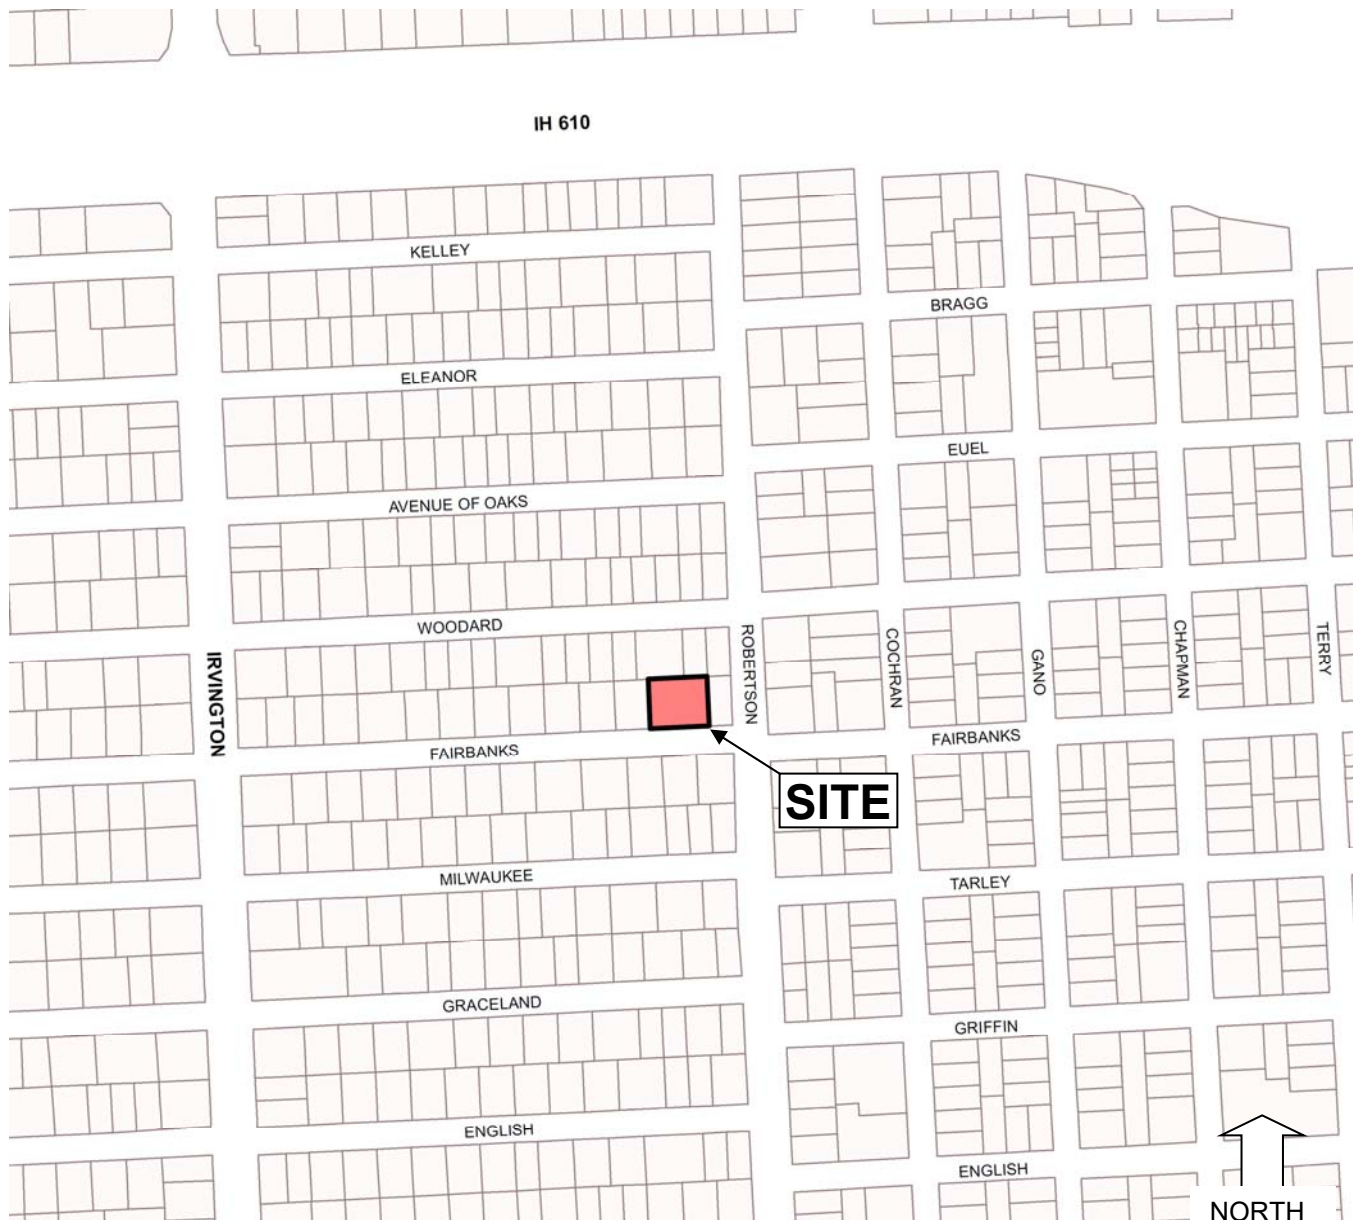 IH 610
KELLEY
BRAGG
ELEANOR
EUEL
AVENUE OF OAKS
WOODARD
IRVINGTON
ROBERTSON
COCHRAN
GANO
CHAPMAN
TERRY
FAIRBANKS
FAIRBANKS
SITE
MILWAUKEE
TARLEY
GRACELAND
GRIFFIN
ENGLISH
ENGLISH
NORTH